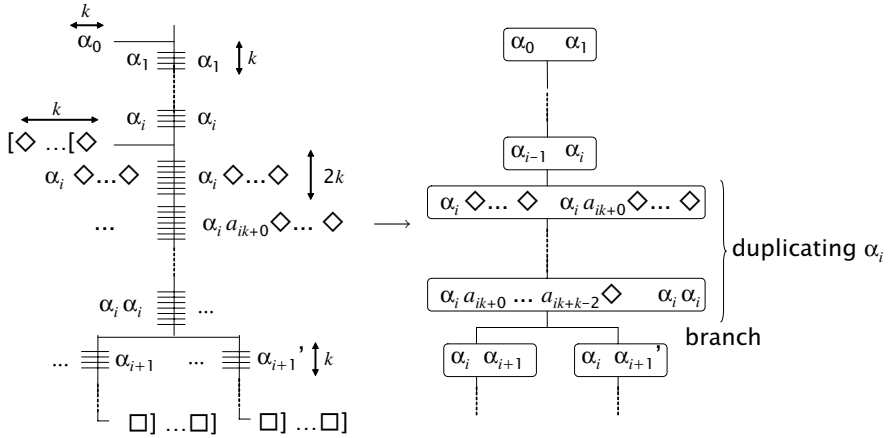 k
α₀
α₁ α₁ k
αᵢ αᵢ
k
[◇ ...[◇
αᵢ ◇...◇ αᵢ ◇...◇ 2k
... αᵢ aᵢₖ₊₀◇... ◇
αᵢ αᵢ ...
... αᵢ₊₁ ... αᵢ₊₁' k
□] ...□] □] ...□]
→
α₀ α₁
αᵢ₋₁ αᵢ
αᵢ ◇... ◇ αᵢ aᵢₖ₊₀◇... ◇
duplicating αᵢ
αᵢ aᵢₖ₊₀ ... aᵢₖ₊ₖ₋₂◇ αᵢ αᵢ
branch
αᵢ αᵢ₊₁ αᵢ αᵢ₊₁'